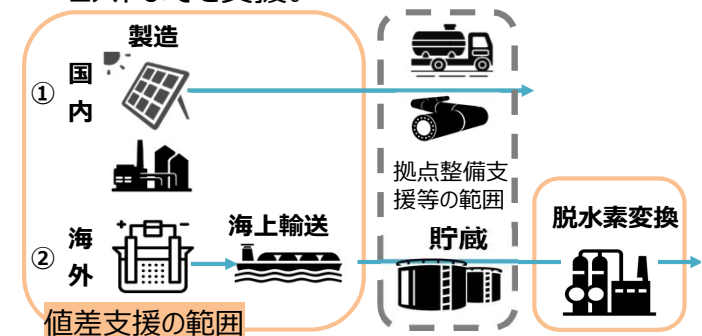 製造
① 国内
拠点整備支
援等の範囲
海上輸送
貯蔵
脱水素変換
② 海外
値差支援の範囲